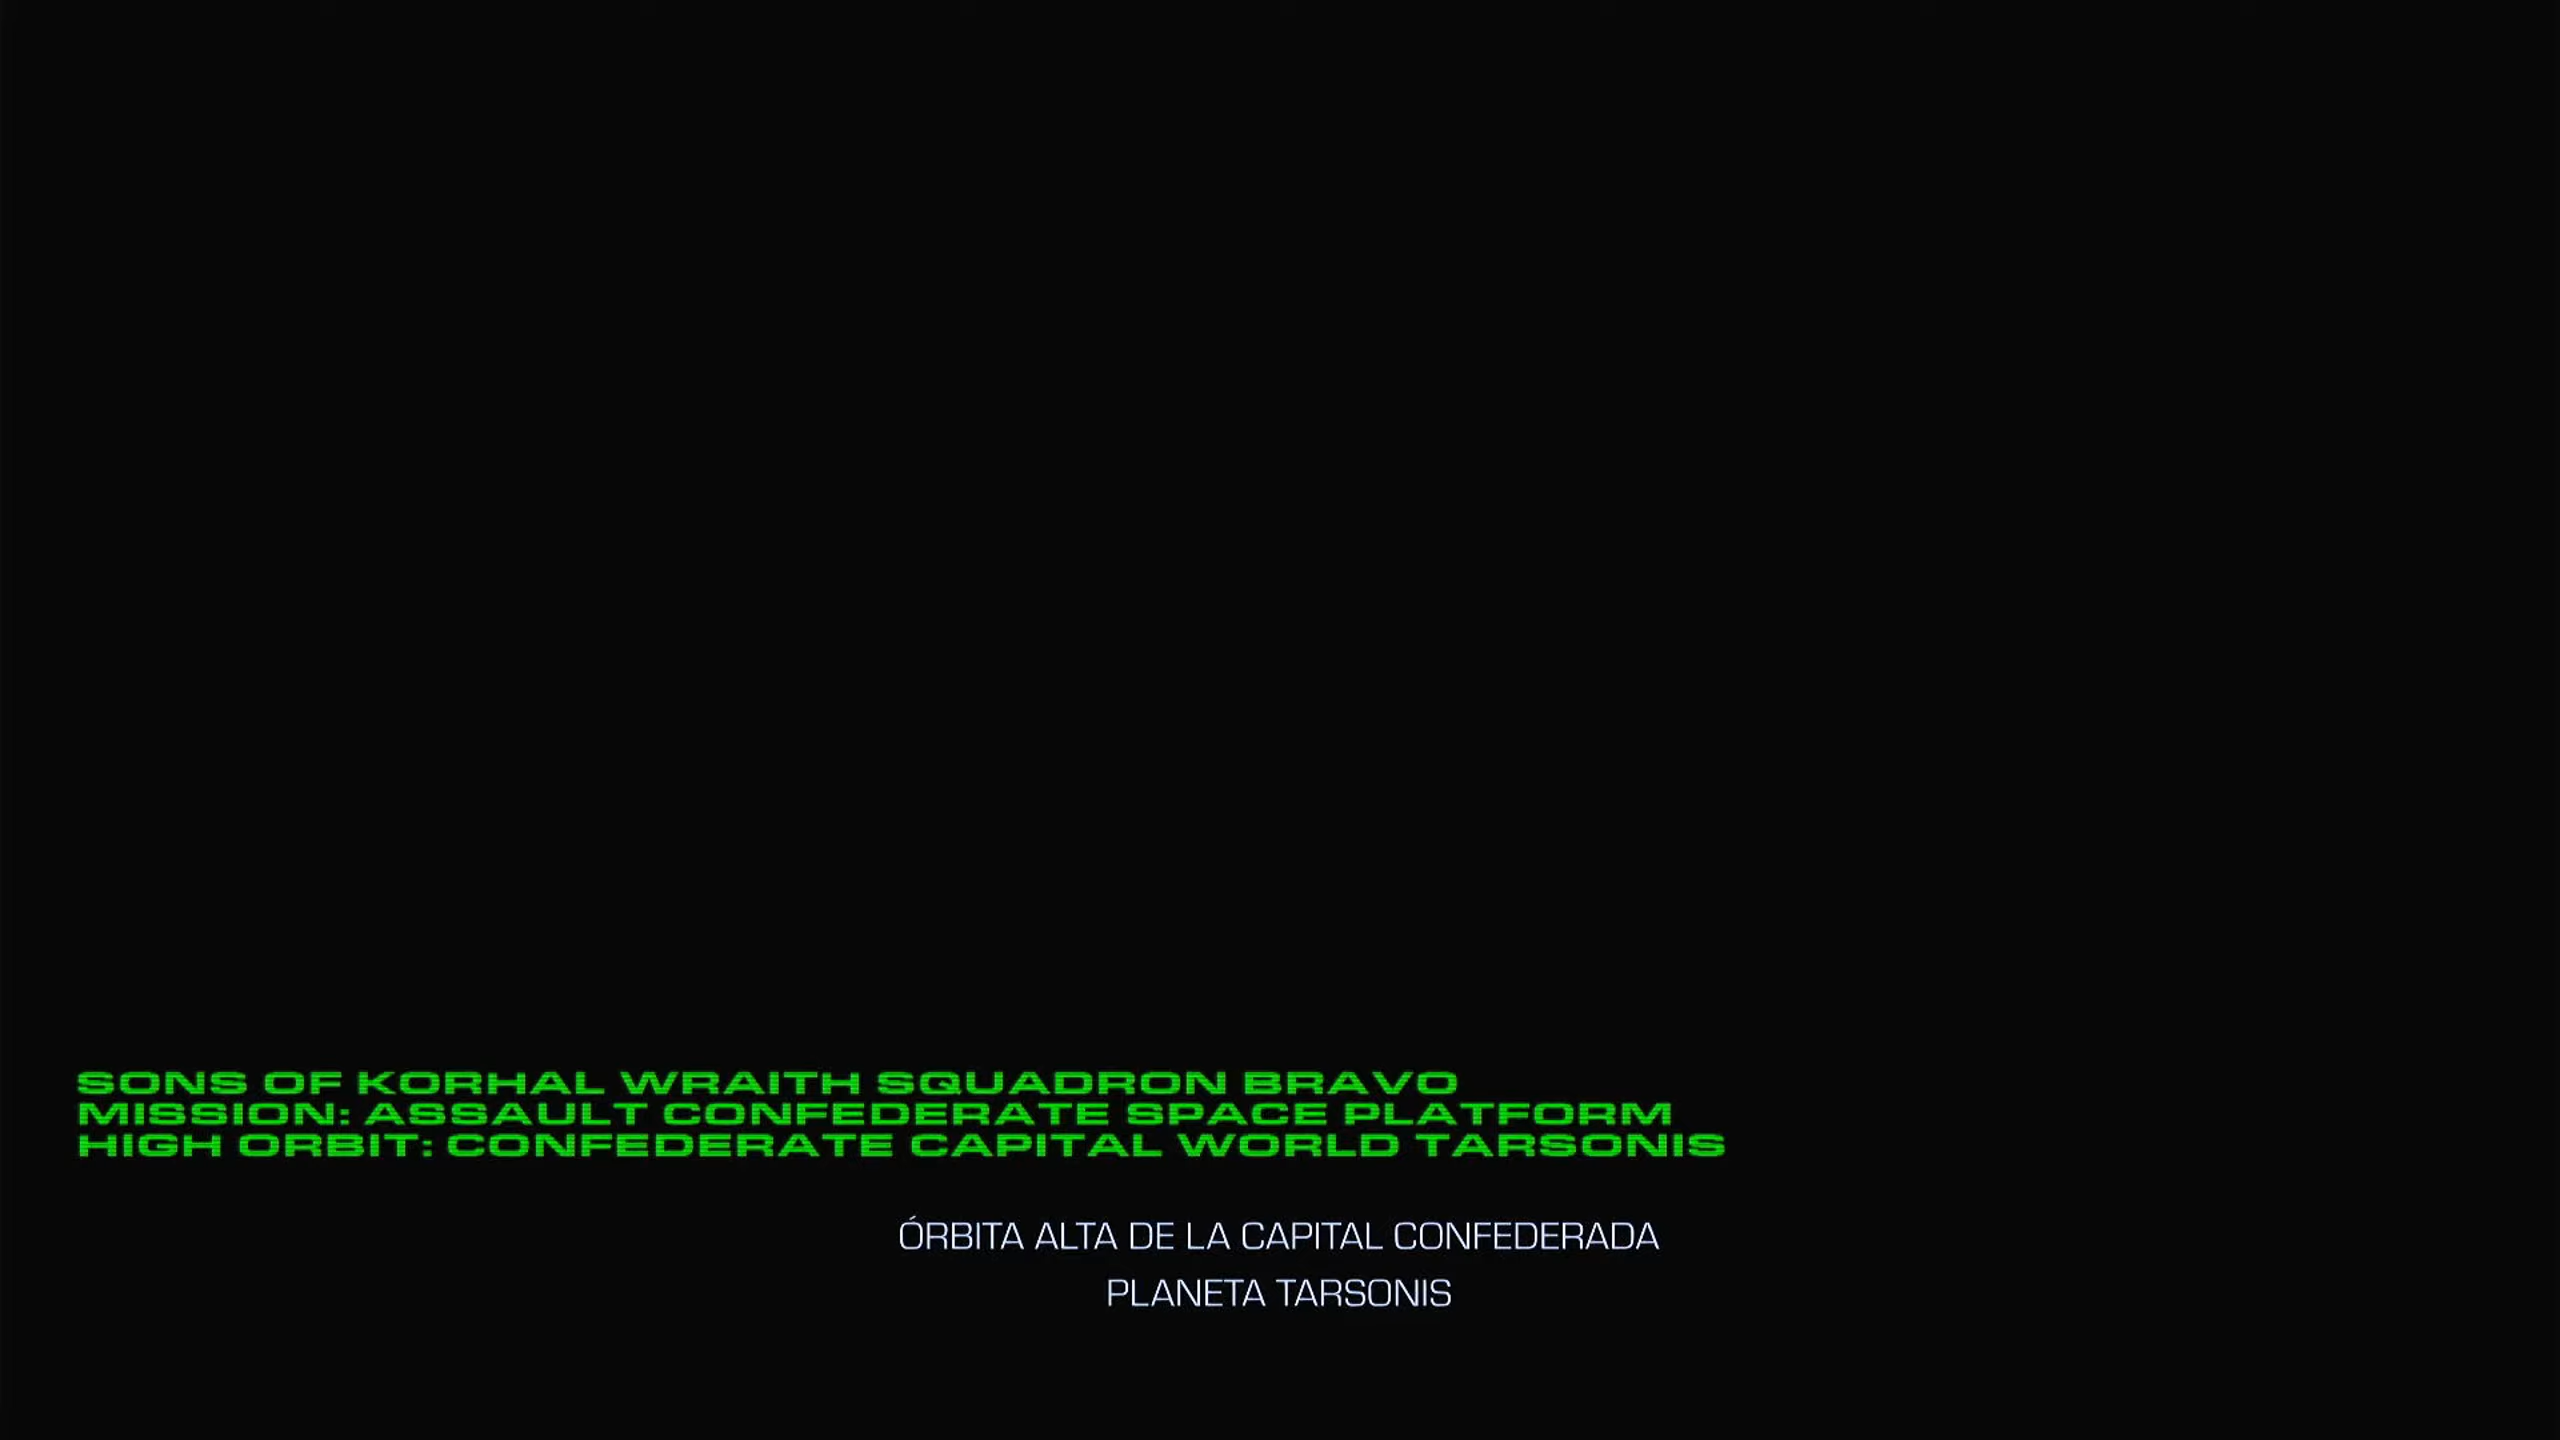 SONS OF KORHAL WRAITH SQUADRON BRAVO
MISSION: ASSAULT CONFEDERATE SPACE PLATFORM
HIGH ORBIT: CONFEDERATE CAPITAL WORLD TARSONIS
ÓRBITA ALTA DE LA CAPITAL CONFEDERADA
PLANETA TARSONIS